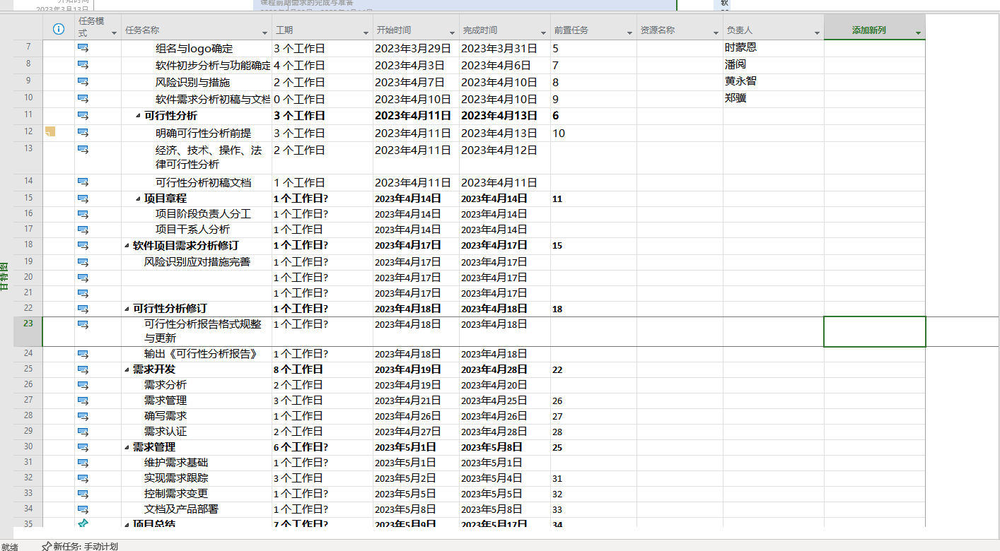 开始时间
2023年3月13日
课程前期需求的完成与准备
软
任务模式 任务名称 工期 开始时间 完成时间 前置任务 资源名称 负责人 添加新列
7 组名与logo确定 3 个工作日 2023年3月29日 2023年3月31日 5 时蒙恩
8 软件初步分析与功能确定 4 个工作日 2023年4月3日 2023年4月6日 7 潘阅
9 风险识别与措施 2 个工作日 2023年4月7日 2023年4月10日 8 黄永智
10 软件需求分析初稿与文档 0 个工作日 2023年4月10日 2023年4月10日 9 郑骥
11 可行性分析 3 个工作日 2023年4月11日 2023年4月13日 6
12 明确可行性分析前提 3 个工作日 2023年4月11日 2023年4月13日 10
13 经济、技术、操作、法 2 个工作日 2023年4月11日 2023年4月12日
律可行性分析
14 可行性分析初稿文档 1 个工作日 2023年4月11日 2023年4月11日
15 项目章程 1 个工作日? 2023年4月14日 2023年4月14日 11
16 项目阶段负责人分工 1 个工作日? 2023年4月14日 2023年4月14日
17 项目干系人分析 1 个工作日 2023年4月14日 2023年4月14日
18 软件项目需求分析修订 1 个工作日? 2023年4月17日 2023年4月17日 15
19 风险识别应对措施完善 1 个工作日? 2023年4月17日 2023年4月17日
20 1 个工作日? 2023年4月17日 2023年4月17日
21 1 个工作日? 2023年4月17日 2023年4月17日
22 可行性分析修订 1 个工作日? 2023年4月18日 2023年4月18日 18
23 可行性分析报告格式规整 1 个工作日? 2023年4月18日 2023年4月18日
与更新
24 输出《可行性分析报告》 1 个工作日? 2023年4月18日 2023年4月18日
25 需求开发 8 个工作日 2023年4月19日 2023年4月28日 22
26 需求分析 2 个工作日 2023年4月19日 2023年4月20日
27 需求管理 3 个工作日 2023年4月21日 2023年4月25日 26
28 确写需求 1 个工作日 2023年4月26日 2023年4月26日 27
29 需求认证 2 个工作日 2023年4月27日 2023年4月28日 28
30 需求管理 6 个工作日? 2023年5月1日 2023年5月8日 25
31 维护需求基础 1 个工作日? 2023年5月1日 2023年5月1日
32 实现需求跟踪 3 个工作日 2023年5月2日 2023年5月4日 31
33 控制需求变更 1 个工作日? 2023年5月5日 2023年5月5日 32
34 文档及产品部署 1 个工作日? 2023年5月8日 2023年5月8日 33
35 项目总结 7 个工作日? 2023年5月9日 2023年5月17日 34
甘特图
就绪 新任务: 手动计划